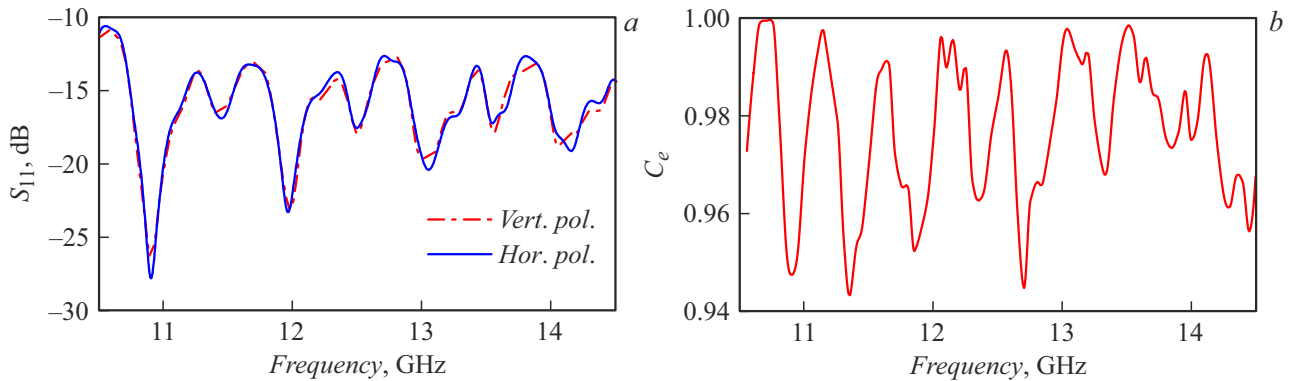 a
−10
−15
−20
−25
−30
S11, dB
Vert. pol.
Hor. pol.
11
12
13
14
Frequency, GHz
b
1.00
0.98
0.96
0.94
Ce
11
12
13
14
Frequency, GHz